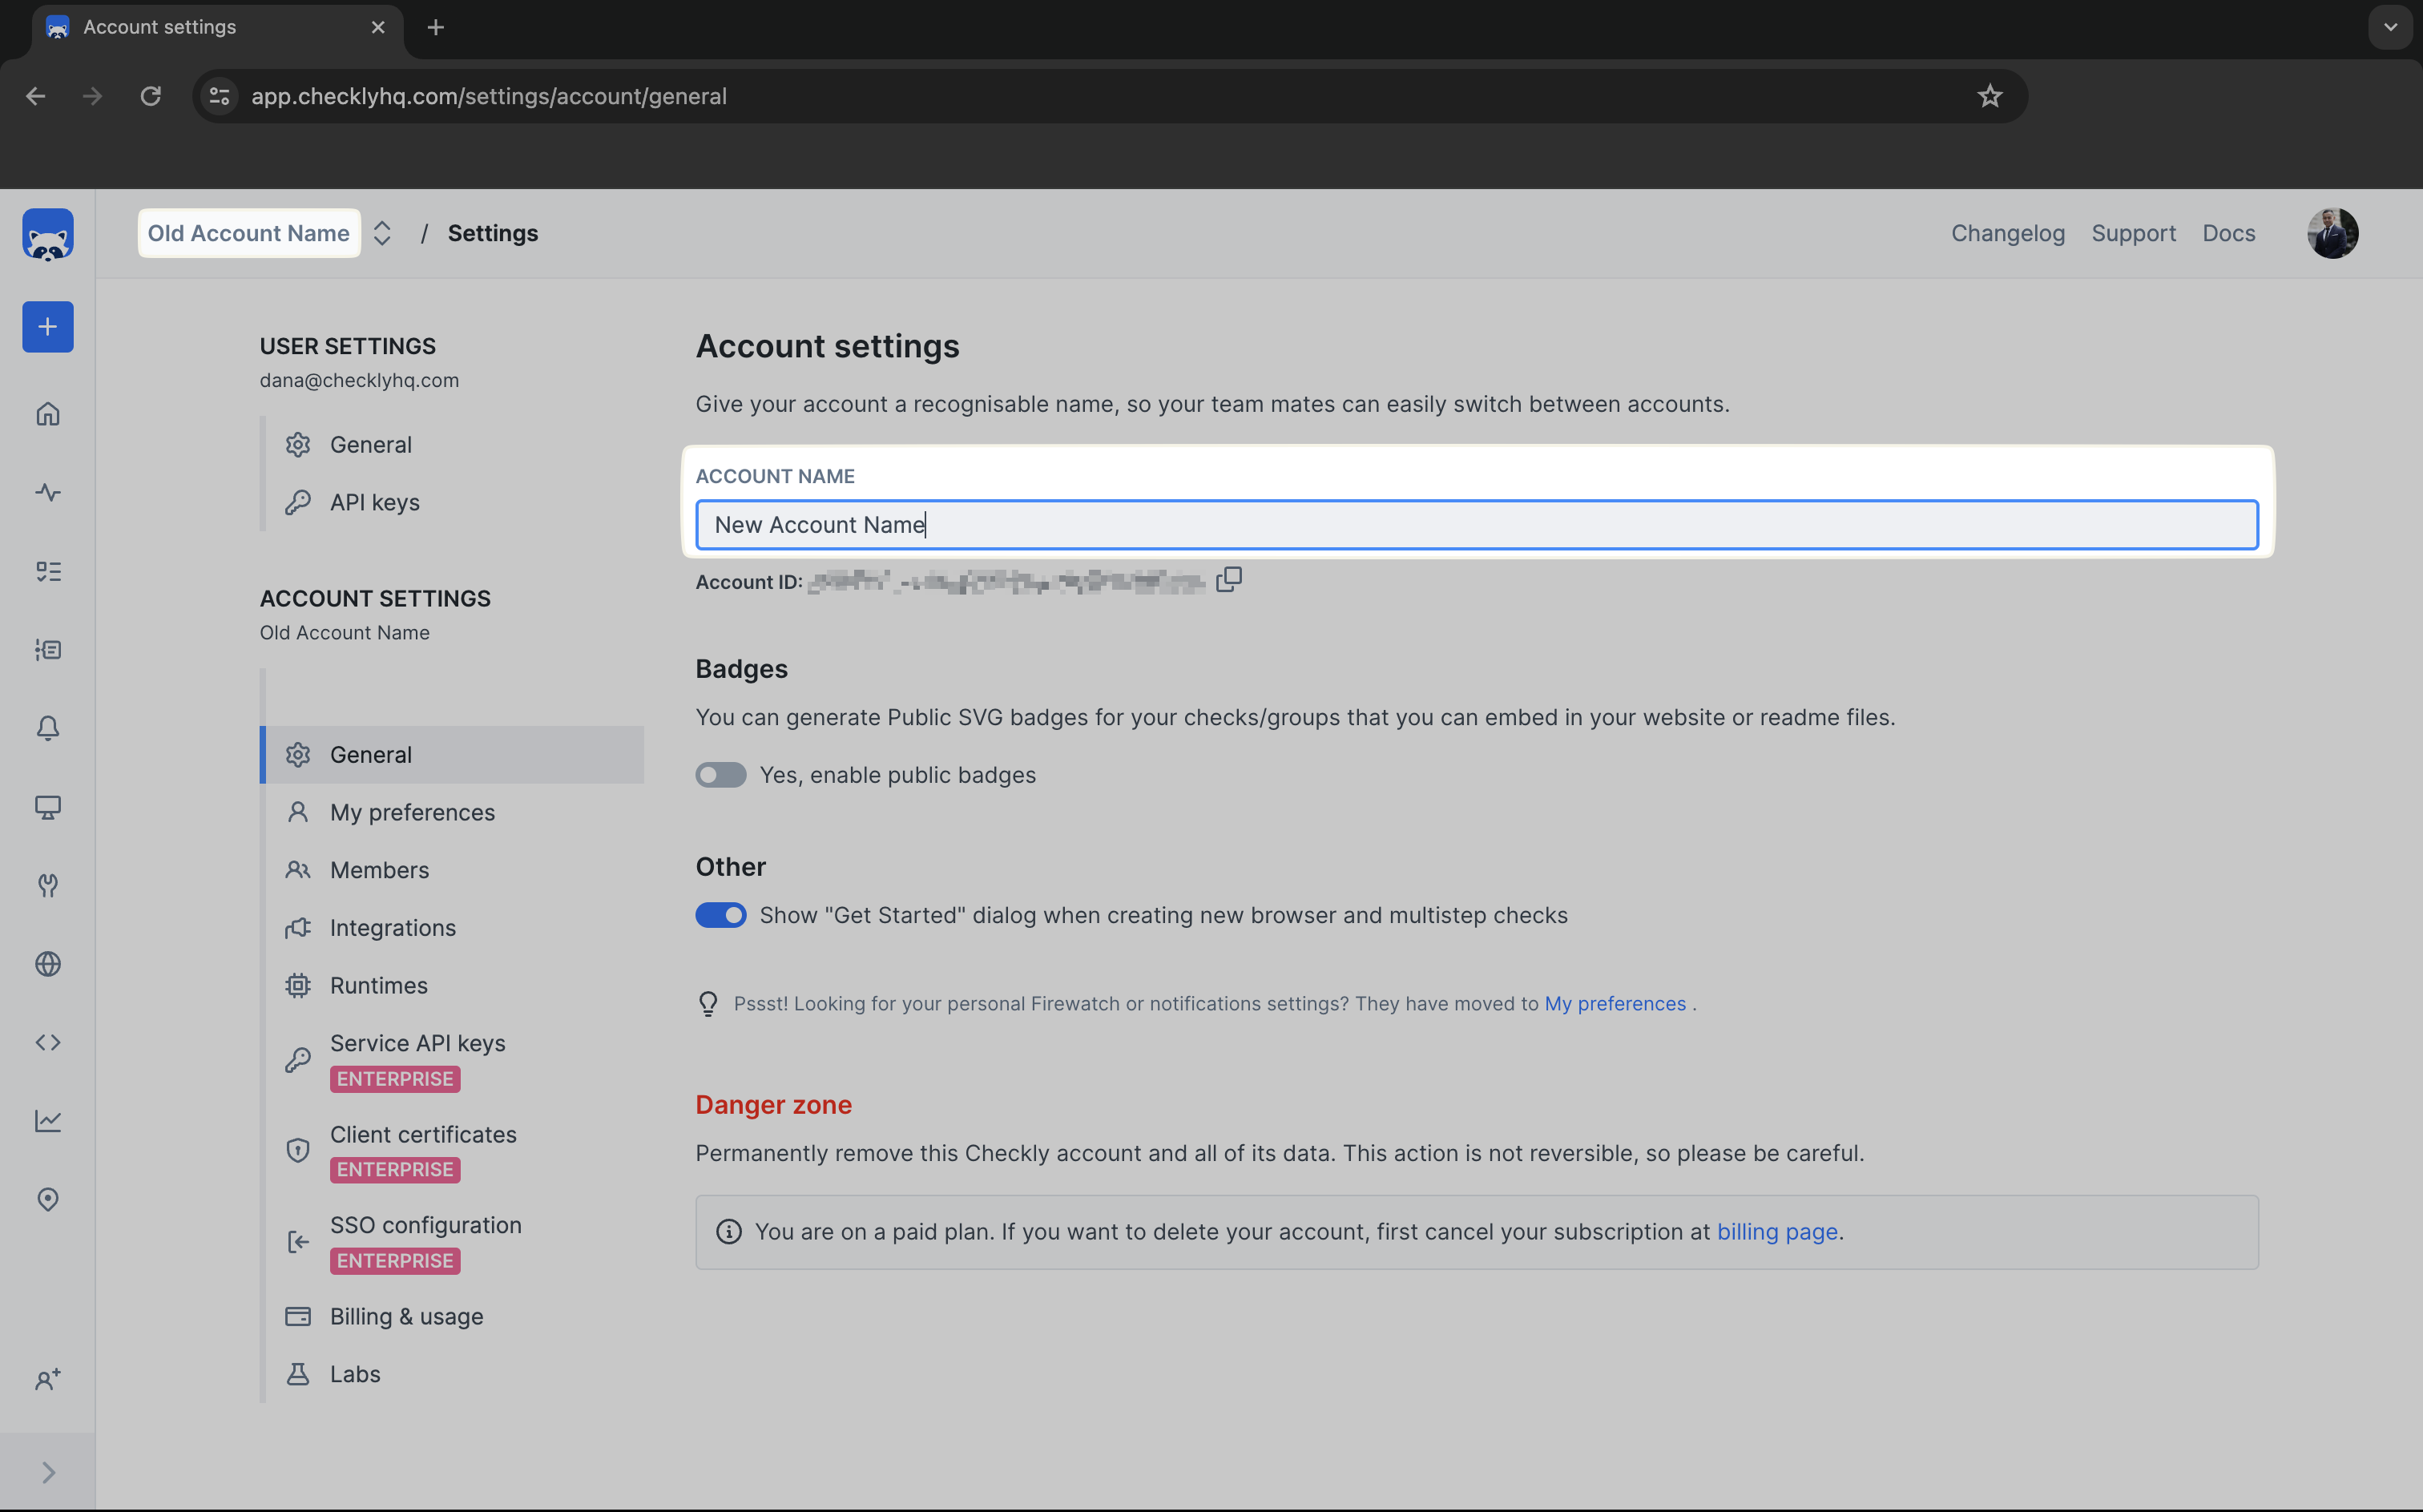 Account settings
app.checklyhq.com/settings/account/general
Old Account Name / Settings
Changelog Support Docs
USER SETTINGS
dana@checklyhq.com
General
API keys
ACCOUNT SETTINGS
Old Account Name
General
My preferences
Members
Integrations
Runtimes
Service API keys
ENTERPRISE
Client certificates
ENTERPRISE
SSO configuration
ENTERPRISE
Billing & usage
Labs
Account settings
Give your account a recognisable name, so your team mates can easily switch between accounts.
ACCOUNT NAME
New Account Name
Account ID:
Badges
You can generate Public SVG badges for your checks/groups that you can embed in your website or readme files.
Yes, enable public badges
Other
Show "Get Started" dialog when creating new browser and multistep checks
Pssst! Looking for your personal Firewatch or notifications settings? They have moved to My preferences .
Danger zone
Permanently remove this Checkly account and all of its data. This action is not reversible, so please be careful.
You are on a paid plan. If you want to delete your account, first cancel your subscription at billing page.